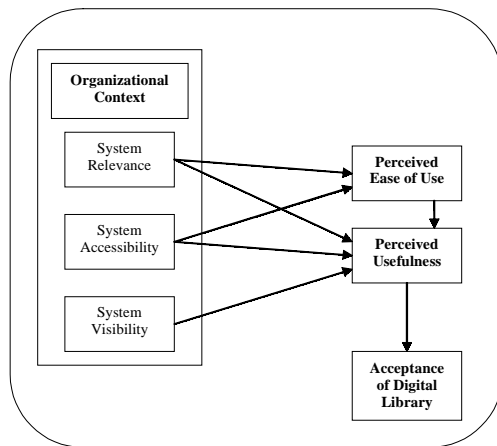 Organizational
Context
System
Relevance
System
Accessibility
System
Visibility
Perceived
Ease of Use
Perceived
Usefulness
Acceptance
of Digital
Library